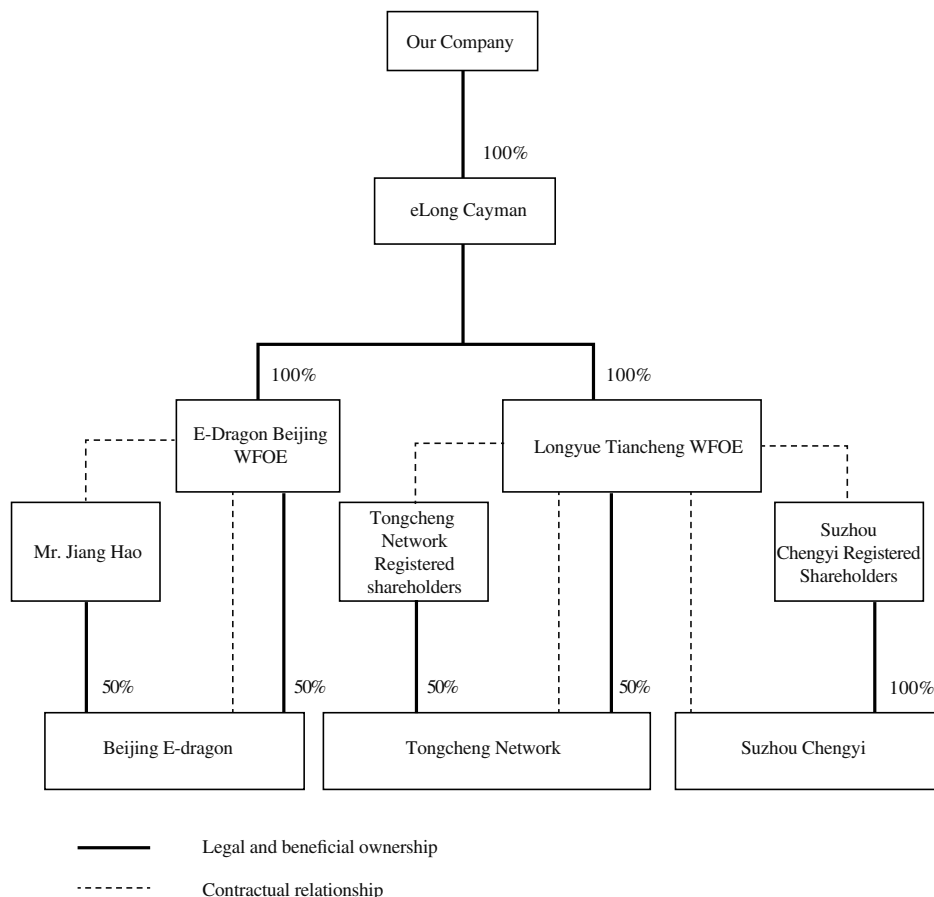 Our Company
100%
eLong Cayman
100%
100%
E-Dragon Beijing
WFOE
Longyue Tiancheng WFOE
Mr. Jiang Hao
Tongcheng
Network
Registered
shareholders
Suzhou
Chengyi Registered
Shareholders
50%
50%
50%
50%
100%
Beijing E-dragon
Tongcheng Network
Suzhou Chengyi
Legal and beneficial ownership
Contractual relationship